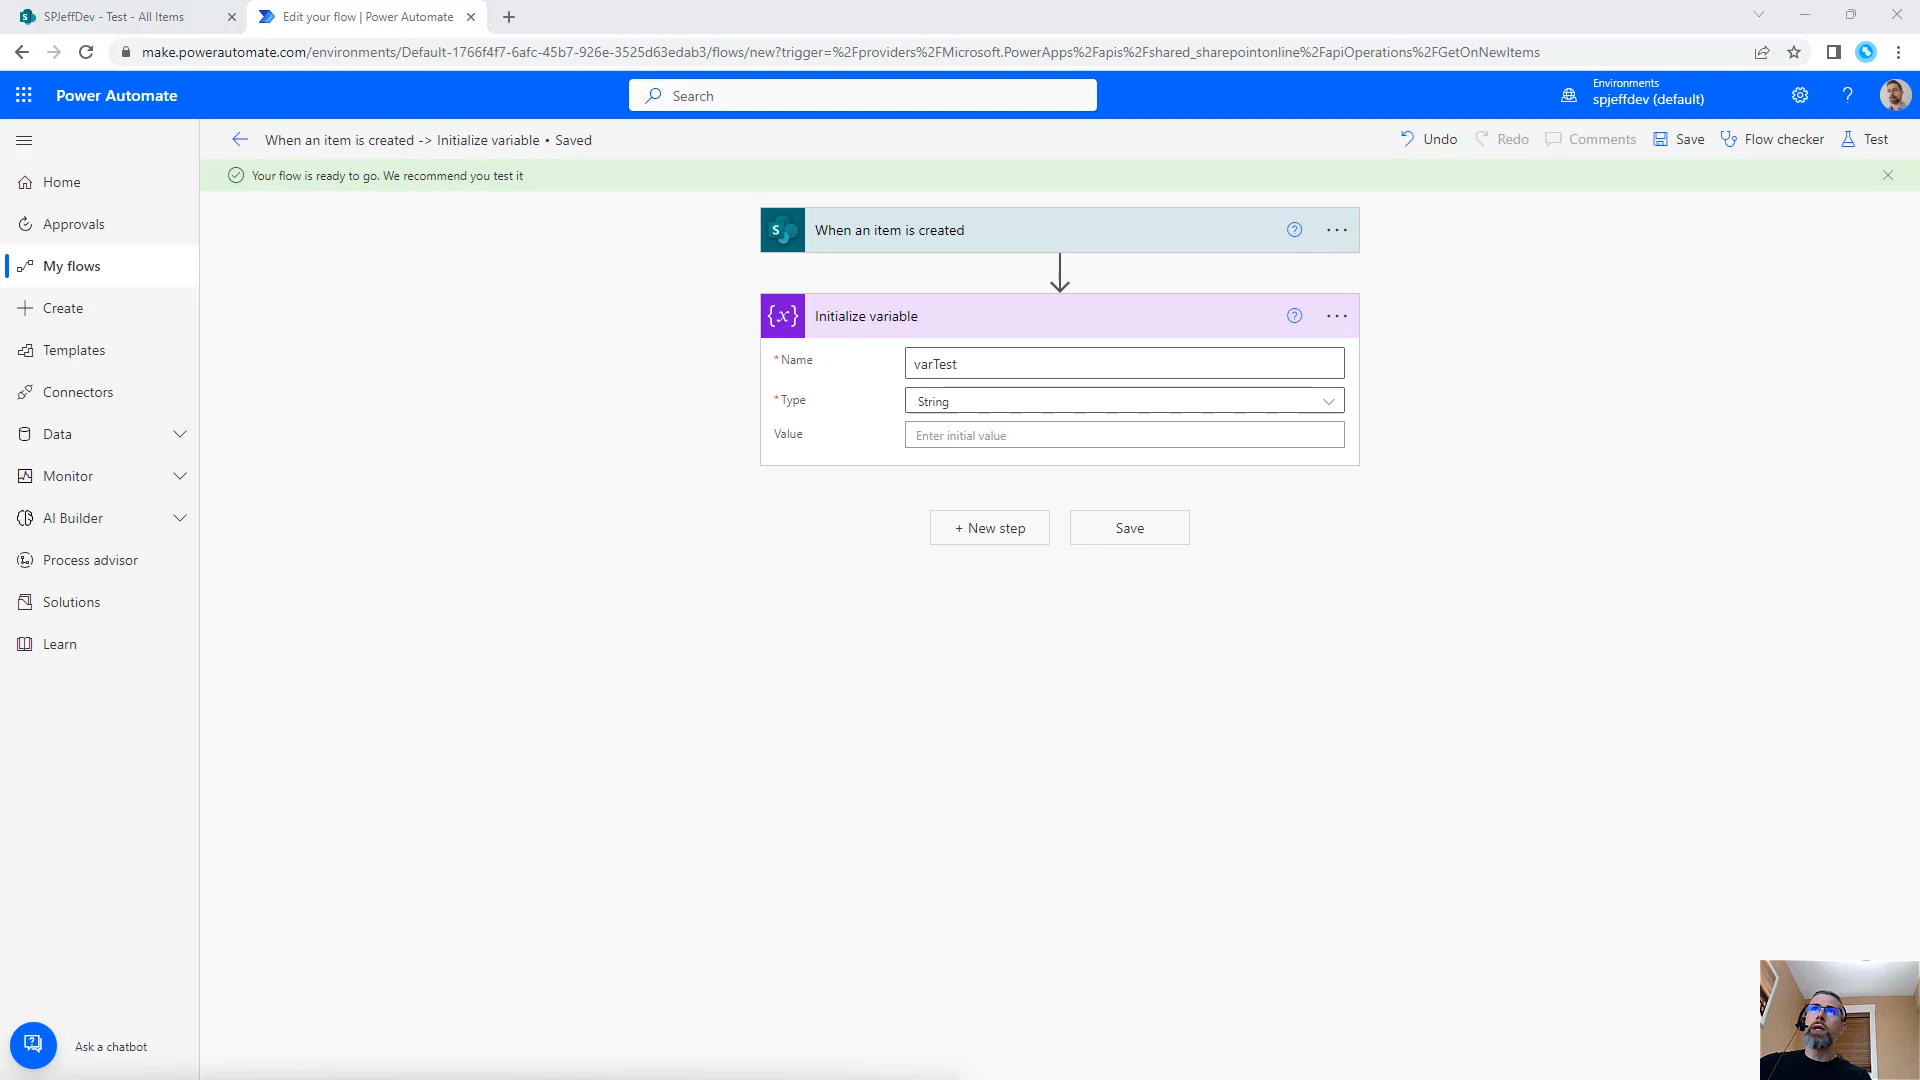 SPJeffDev - Test - All Items
Edit your flow | Power Automate
make.powerautomate.com/environments/Default-1766f4f7-6afc-45b7-926e-3525d63edab3/flows/new?trigger=%2Fproviders%2FMicrosoft.PowerApps%2Fapis%2Fshared_sharepointonline%2FapiOperations%2FGetOnNewItems
Power Automate
Search
Environments
spjeffdev (default)
When an item is created -> Initialize variable • Saved
Undo
Redo
Comments
Save
Flow checker
Test
Your flow is ready to go. We recommend you test it
Home
Approvals
My flows
Create
Templates
Connectors
Data
Monitor
AI Builder
Process advisor
Solutions
Learn
Ask a chatbot
S
When an item is created
{x}
Initialize variable
* Name
varTest
* Type
String
Value
Enter initial value
+ New step
Save